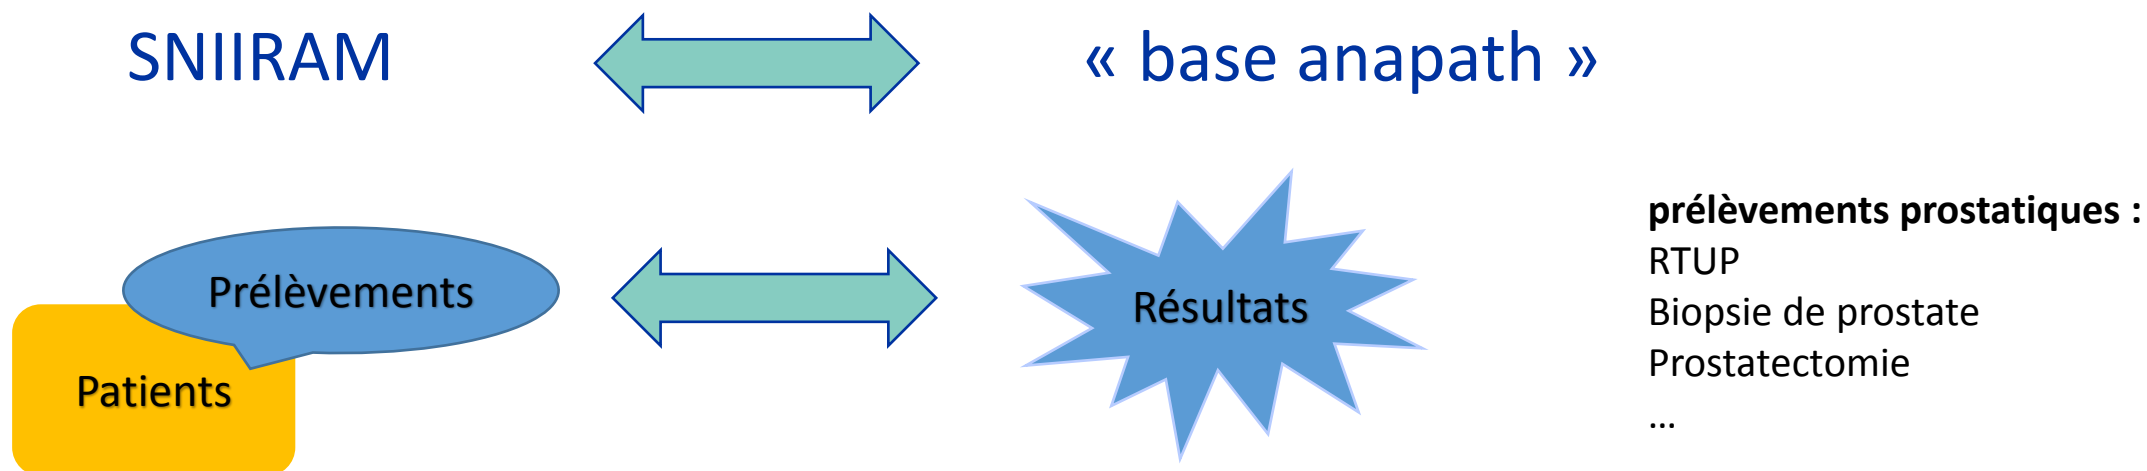 SNIIRAM
« base anapath »
Prélèvements
Patients
Résultats
prélèvements prostatiques :
RTUP
Biopsie de prostate
Prostatectomie
...